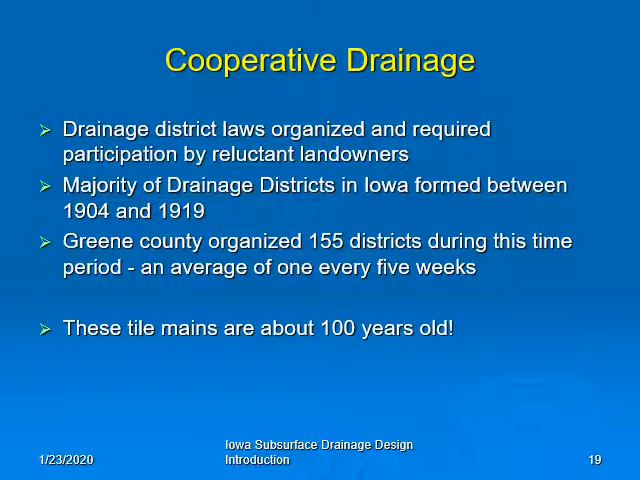 Cooperative Drainage
Drainage district laws organized and required
participation by reluctant landowners
Majority of Drainage Districts in Iowa formed between
1904 and 1919
Greene county organized 155 districts during this time
period - an average of one every five weeks
These tile mains are about 100 years old!
1/23/2020
Iowa Subsurface Drainage Design
Introduction
19